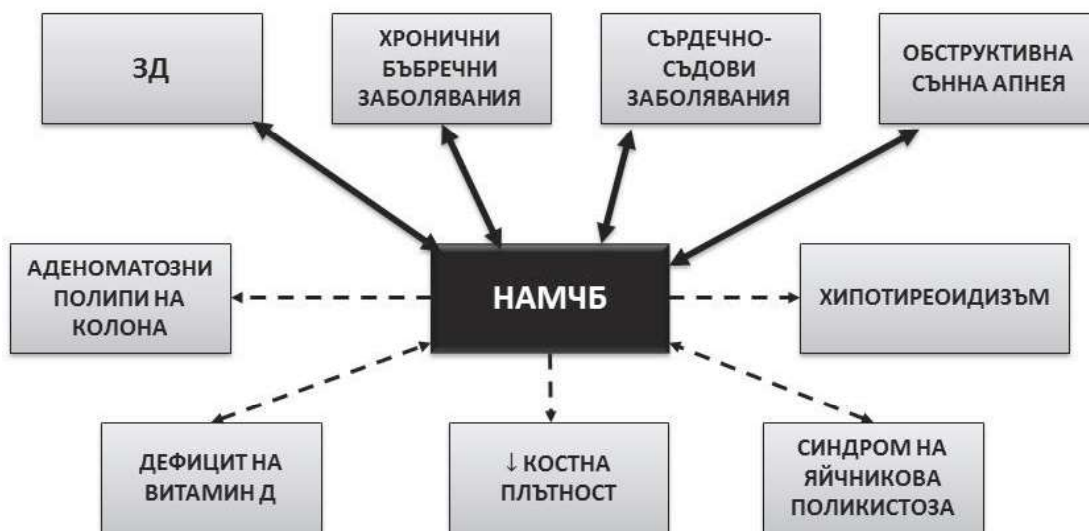 ЗД
ХРОНИЧНИ
БЪБРЕЧНИ
ЗАБОЛЯВАНИЯ
СЪРДЕЧНО-
СЪДОВИ
ЗАБОЛЯВАНИЯ
ОБСТРУКТИВНА
СЪННА АПНЕЯ
АДЕНОМАТОЗНИ
ПОЛИПИ НА
КОЛОНА
НАМЧБ
ХИПОТИРЕОИДИЗЪМ
ДЕФИЦИТ НА
ВИТАМИН Д
↓ КОСТНА
ПЛЪТНОСТ
СИНДРОМ НА
ЯЙЧНИКОВА
ПОЛИКИСТОЗА